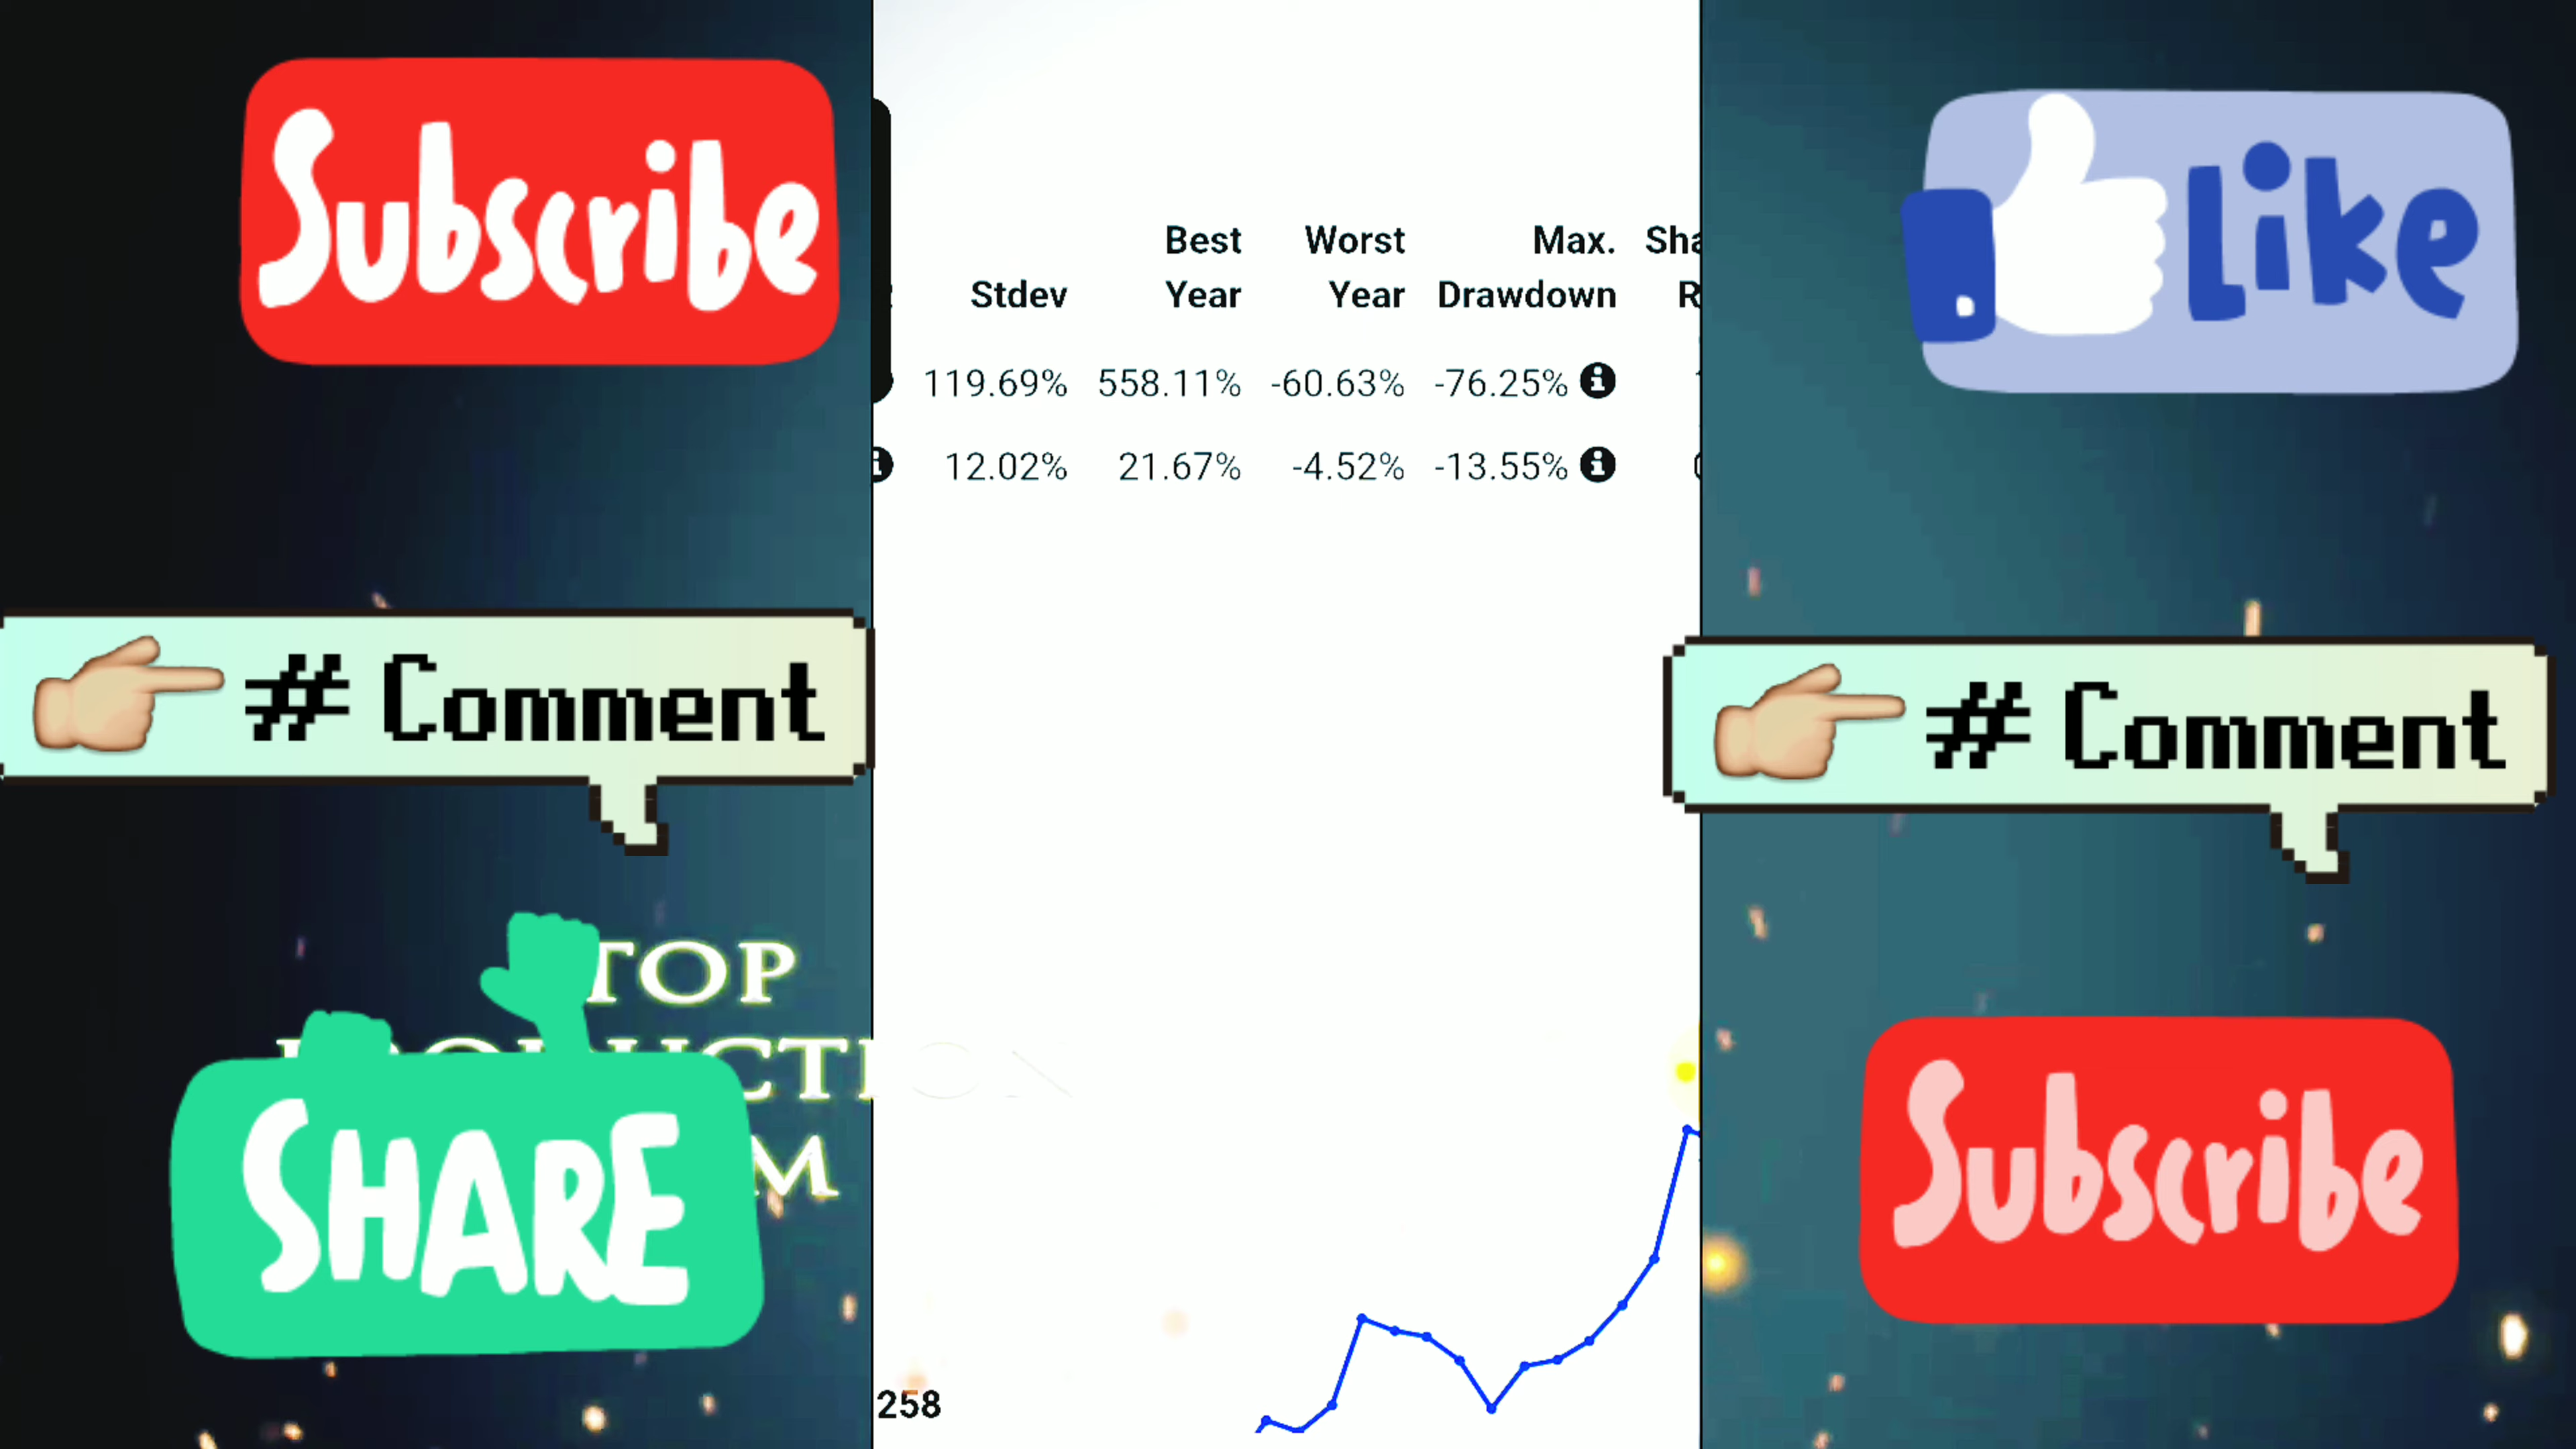 Subscribe
Like
Best Worst Max.
Stdev Year Year Drawdown
119.69% 558.11% -60.63% -76.25%
12.02% 21.67% -4.52% -13.55%
# Comment
# Comment
TOP
SHARE
Subscribe
258